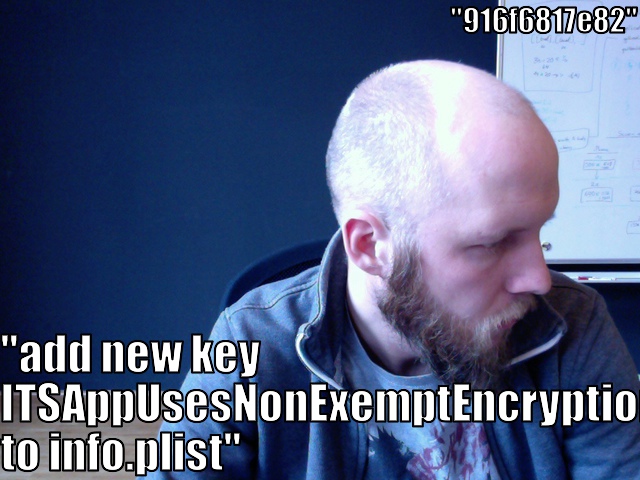 "916f6817e82"
"add new key
ITSAppUsesNonExemptEncryptio
to info.plist"